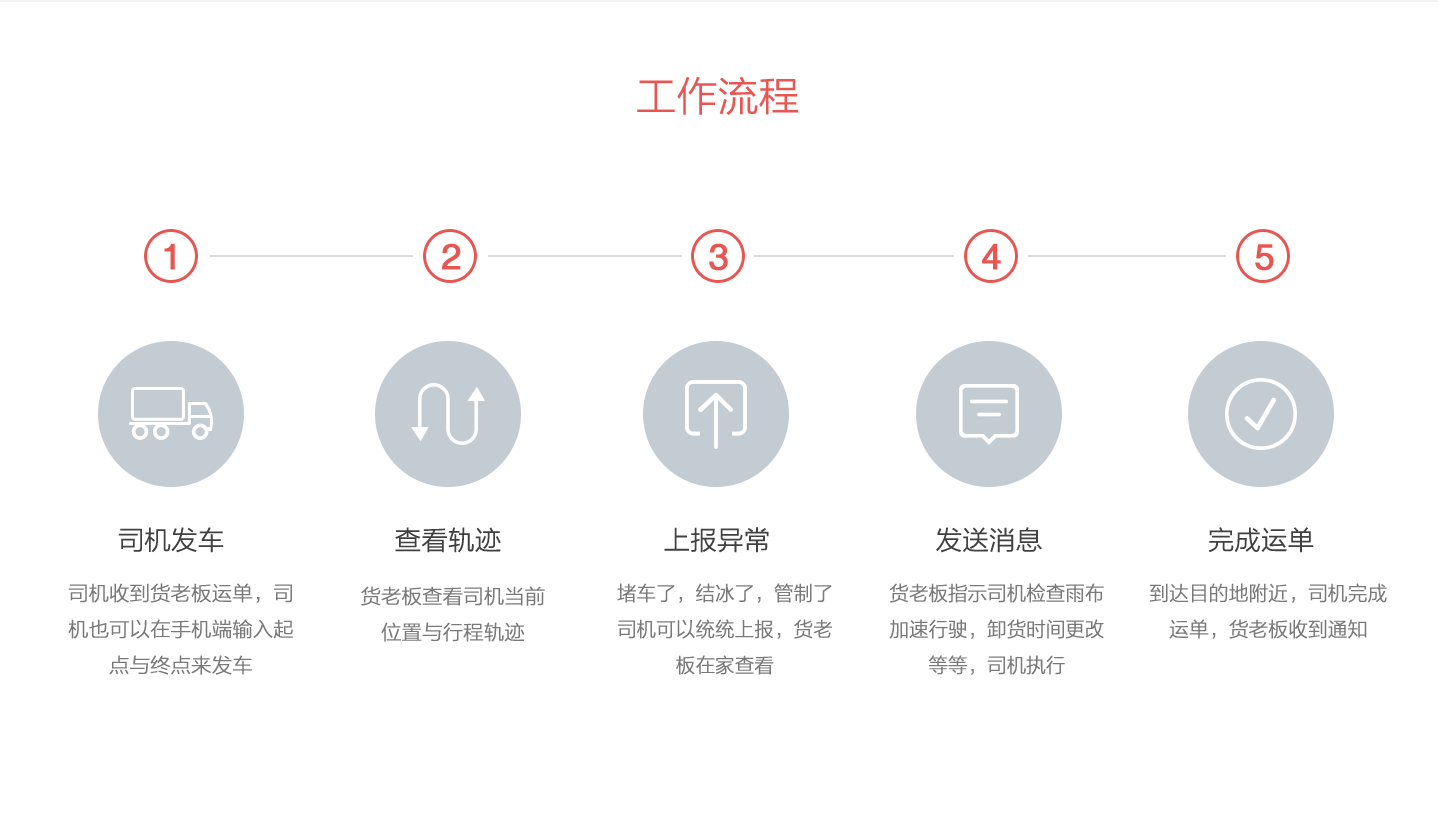 工作流程
1
2
3
4
5
司机发车
司机收到货老板运单，司
机也可以在手机端输入起
点与终点来发车
查看轨迹
货老板查看司机当前
位置与行程轨迹
上报异常
堵车了，结冰了，管制了
司机可以统统上报，货老
板在家查看
发送消息
货老板指示司机检查雨布
加速行驶，卸货时间更改
等等，司机执行
完成运单
到达目的地附近，司机完成
运单，货老板收到通知